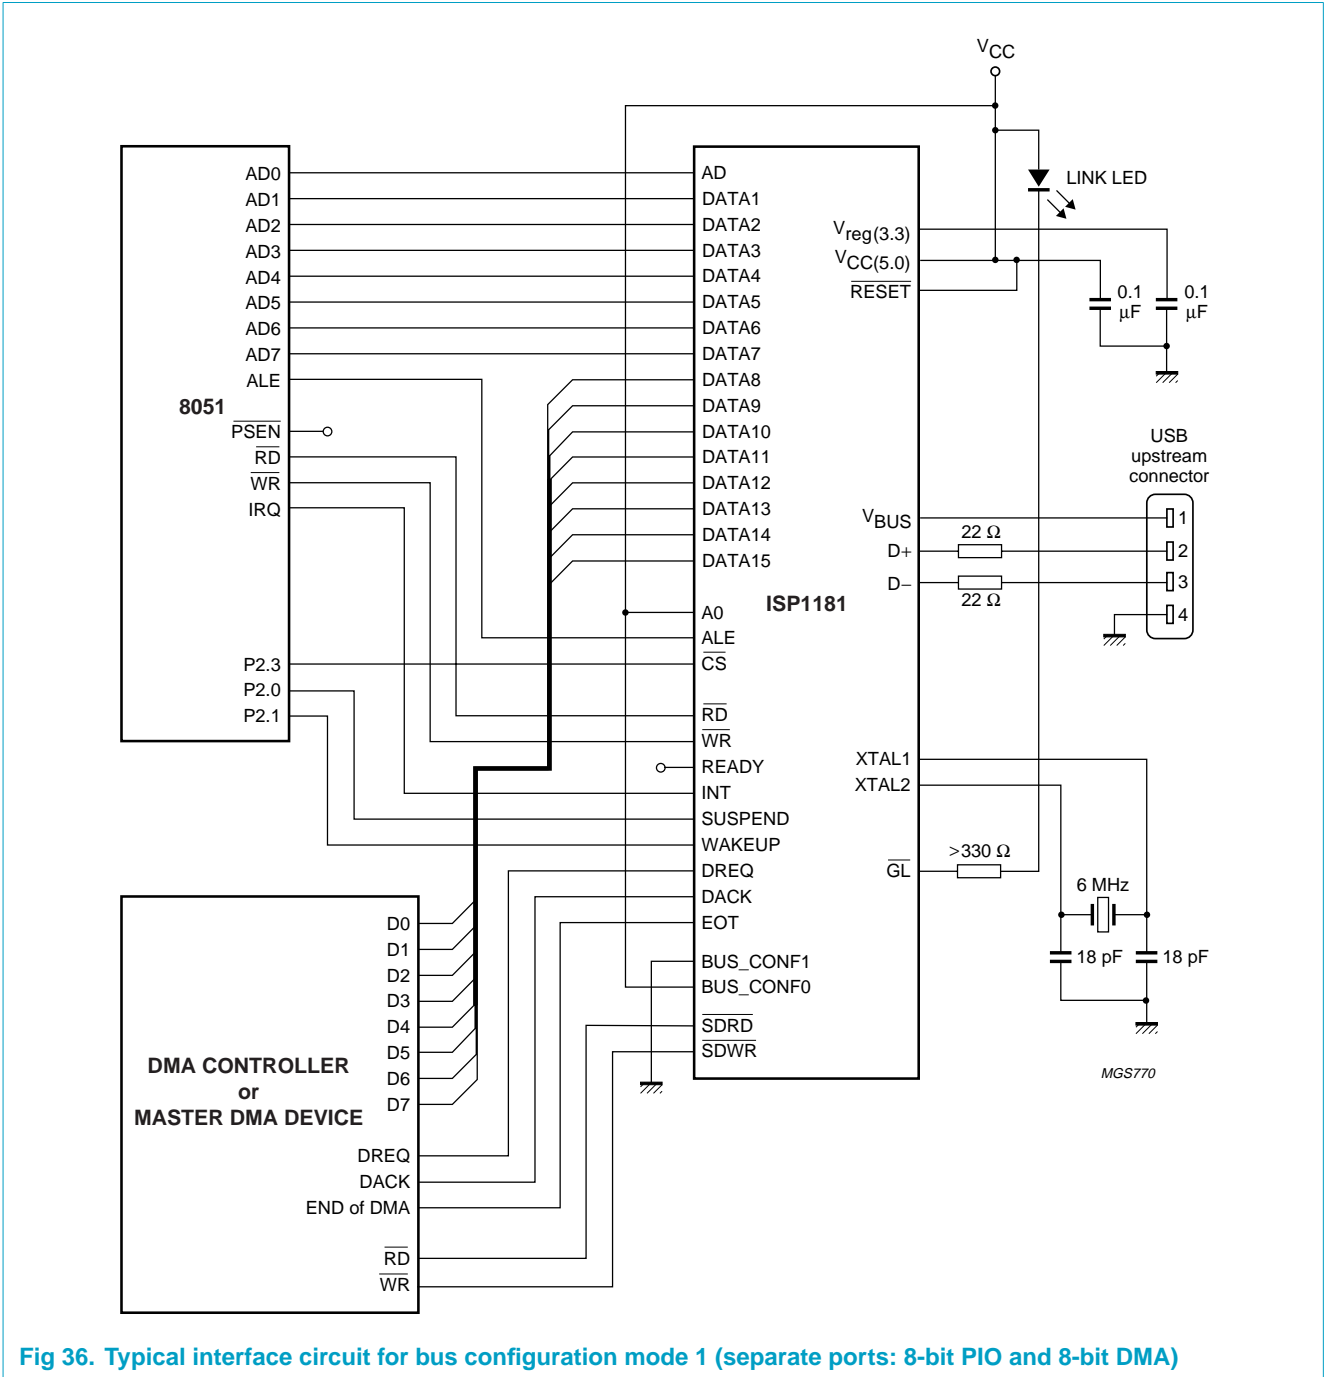 VCC
LINK LED
8051
AD0
AD1
AD2
AD3
AD4
AD5
AD6
AD7
ALE
PSEN
RD
WR
IRQ
P2.3
P2.0
P2.1
ISP1181
AD
DATA1
DATA2
DATA3
DATA4
DATA5
DATA6
DATA7
DATA8
DATA9
DATA10
DATA11
DATA12
DATA13
DATA14
DATA15
A0
ALE
CS
RD
WR
READY
INT
SUSPEND
WAKEUP
DREQ
DACK
EOT
BUS_CONF1
BUS_CONF0
SDRD
SDWR
Vreg(3.3)
VCC(5.0)
RESET
VBUS
D+
D−
XTAL1
XTAL2
GL
0.1
μF
0.1
μF
USB
upstream
connector
1
2
3
4
22 Ω
22 Ω
>330 Ω
6 MHz
18 pF
18 pF
DMA CONTROLLER
or
MASTER DMA DEVICE
D0
D1
D2
D3
D4
D5
D6
D7
DREQ
DACK
END of DMA
RD
WR
MGS770
Fig 36. Typical interface circuit for bus configuration mode 1 (separate ports: 8-bit PIO and 8-bit DMA)